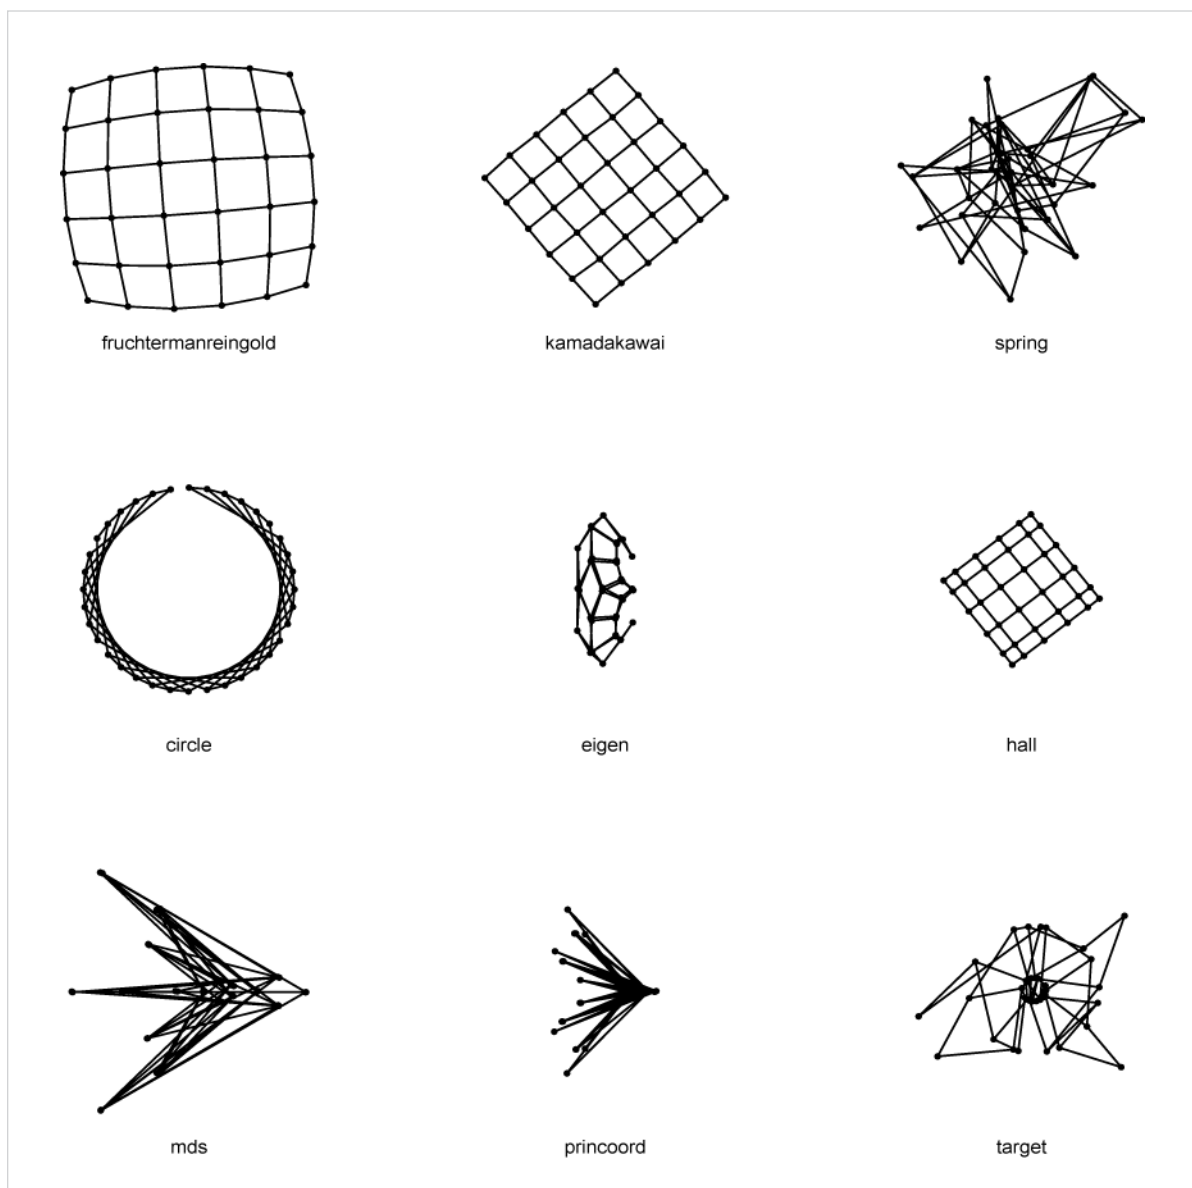 fruchtermanreingold
kamadakawai
spring
circle
eigen
hall
mds
princoord
target